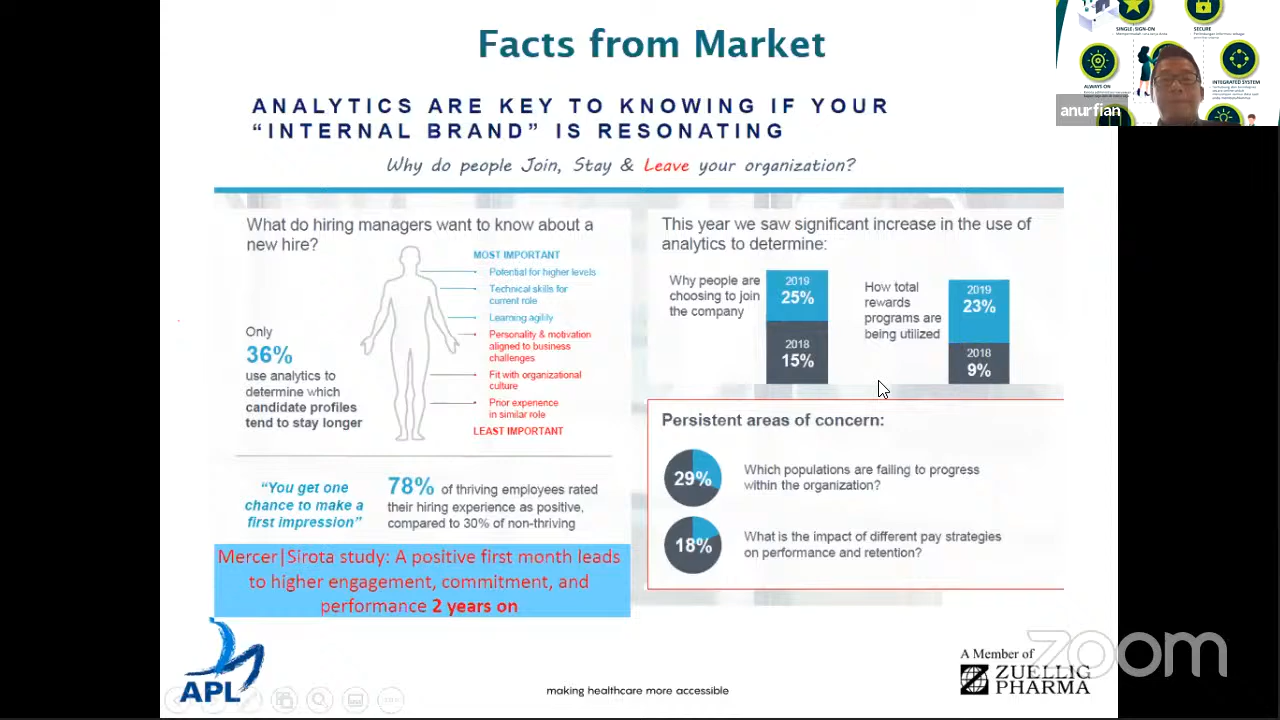 Facts from Market
ANALYTICS ARE KEY TO KNOWING IF YOUR
“INTERNAL BRAND” IS RESONATING
Why do people Join, Stay & Leave your organization?
What do hiring managers want to know about a
new hire?
MOST IMPORTANT
Potential for higher levels
Technical skills for
current role
Learning agility
Personality & motivation
aligned to business
challenges
Fit with organizational
culture
Prior experience
in similar role
LEAST IMPORTANT
Only
36%
use analytics to
determine which
candidate profiles
tend to stay longer
“You get one
chance to make a
first impression”
78% of thriving employees rated
their hiring experience as positive,
compared to 30% of non-thriving
Mercer|Sirota study: A positive first month leads
to higher engagement, commitment, and
performance 2 years on
This year we saw significant increase in the use of
analytics to determine:
Why people are
choosing to join
the company
2019
25%
2018
15%
How total
rewards
programs are
being utilized
2019
23%
2018
9%
Persistent areas of concern:
29%
Which populations are failing to progress
within the organization?
18%
What is the impact of different pay strategies
on performance and retention?
APL
making healthcare more accessible
A Member of
ZUELLIG
PHARMA
zoom
SINGLE-SIGN-ON
SECURE
ALWAYS ON
INTEGRATED SYSTEM
anurfian